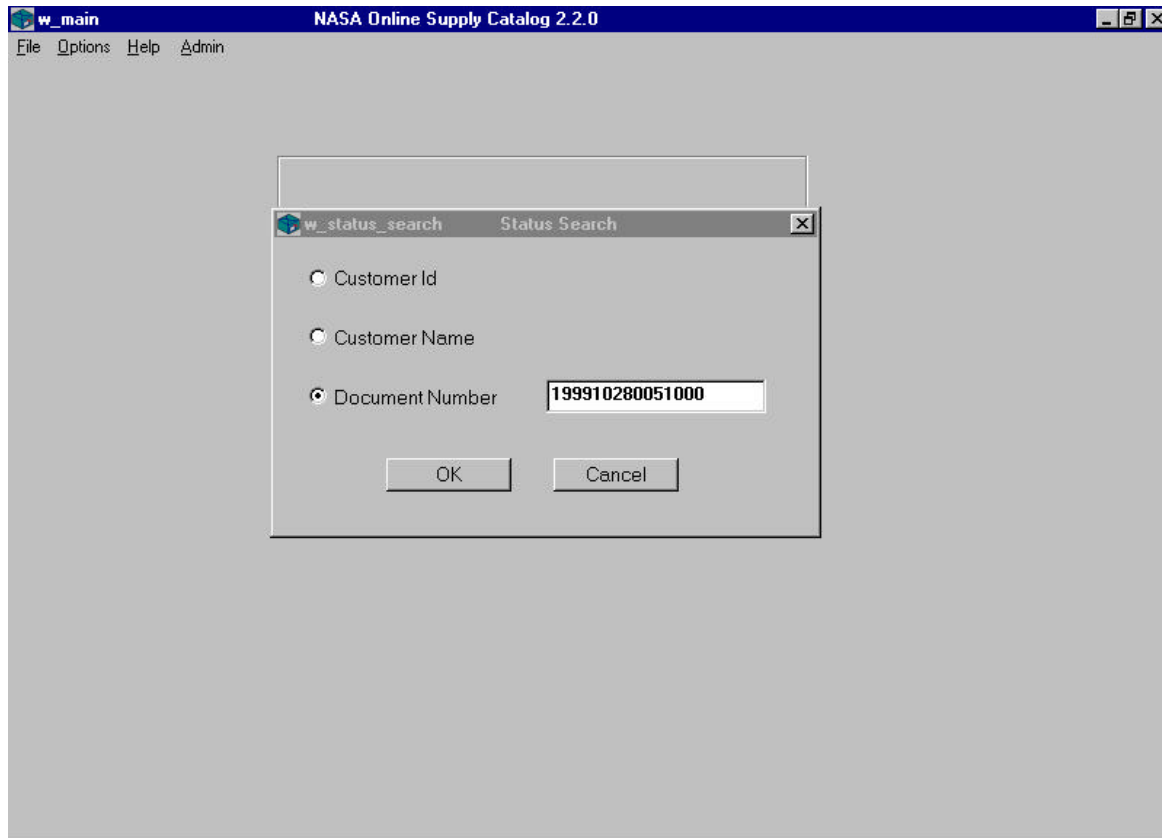 w_main NASA Online Supply Catalog 2.2.0
File Options Help Admin
w_status_search Status Search
Customer Id
Customer Name
Document Number 199910280051000
OK Cancel